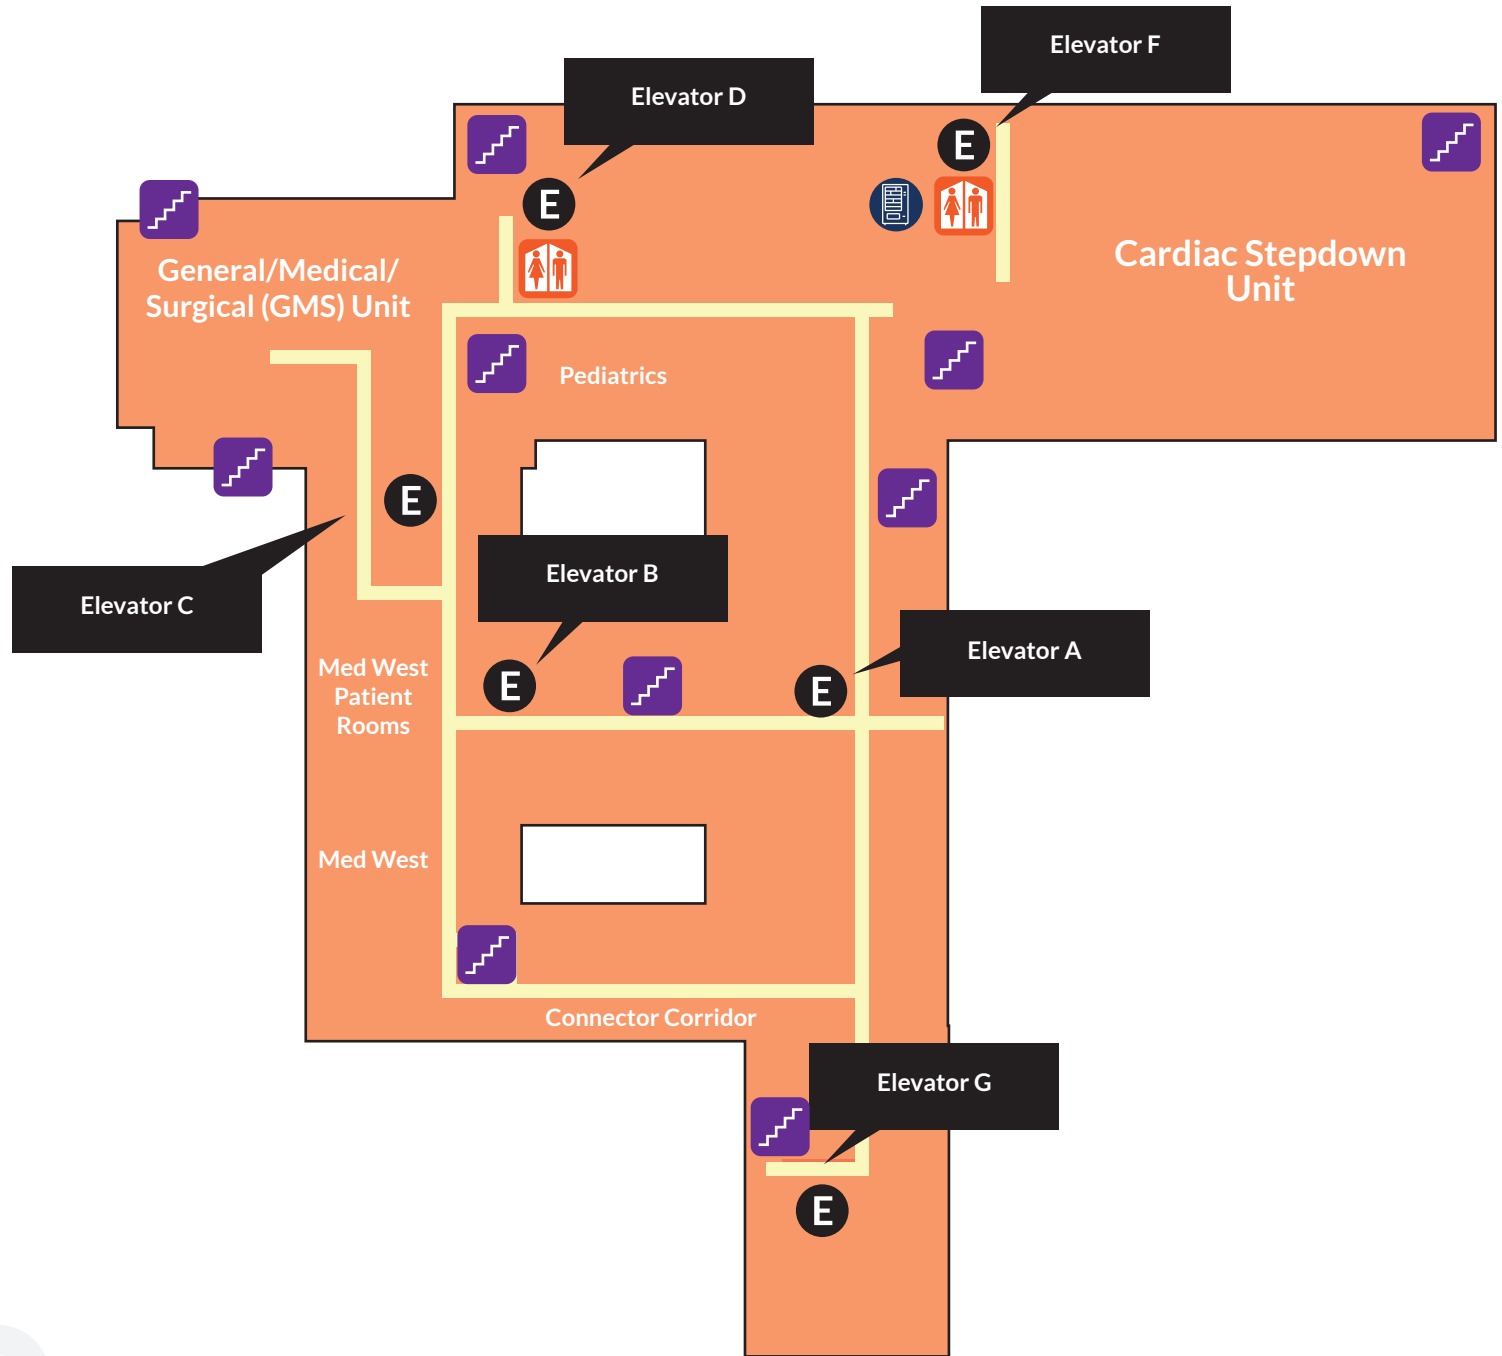 Elevator F
Elevator D
E
E
Cardiac Stepdown
Unit
General/Medical/
Surgical (GMS) Unit
Pediatrics
E
Elevator B
Elevator C
Elevator A
Med West
Patient
Rooms
E
E
Med West
Connector Corridor
Elevator G
E